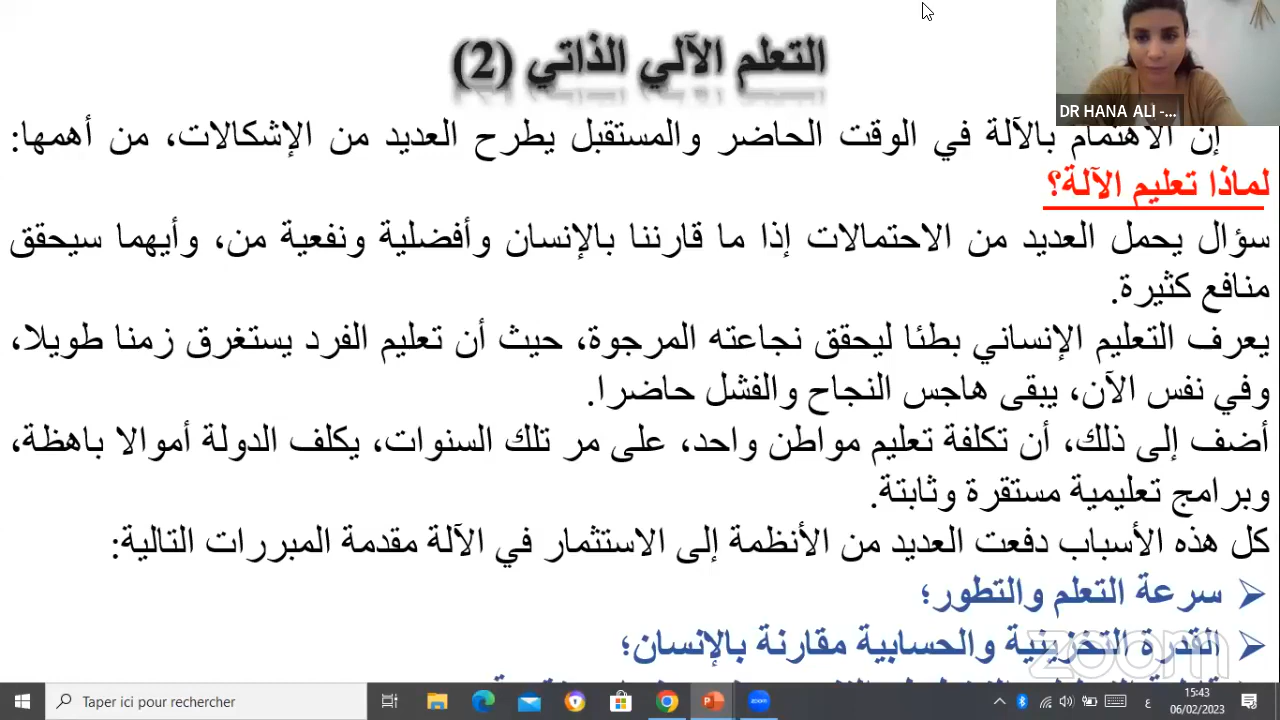 التعلم الآلي الذاتي (2)
DR HANA ALİ -...
إن الاهتمام بالآلة في الوقت الحاضر والمستقبل يطرح العديد من الإشكالات، من أهمها:
لماذا تعليم الآلة؟
سؤال يحمل العديد من الاحتمالات إذا ما قارننا بالإنسان وأفضلية ونفعية من، وأيهما سيحقق
منافع كثيرة.
يعرف التعليم الإنساني بطئا ليحقق نجاعته المرجوة، حيث أن تعليم الفرد يستغرق زمنا طويلا،
وفي نفس الآن، يبقى هاجس النجاح والفشل حاضرا.
أضف إلى ذلك، أن تكلفة تعليم مواطن واحد، على مر تلك السنوات، يكلف الدولة أموالا باهظة،
وبرامج تعليمية مستقرة وثابتة.
كل هذه الأسباب دفعت العديد من الأنظمة إلى الاستثمار في الآلة مقدمة المبررات التالية:
سرعة التعلم والتطور؛
القدرة التخزينية والحسابية مقارنة بالإنسان؛
zoom
Taper ici pour rechercher
zoom
ع
15:43
06/02/2023